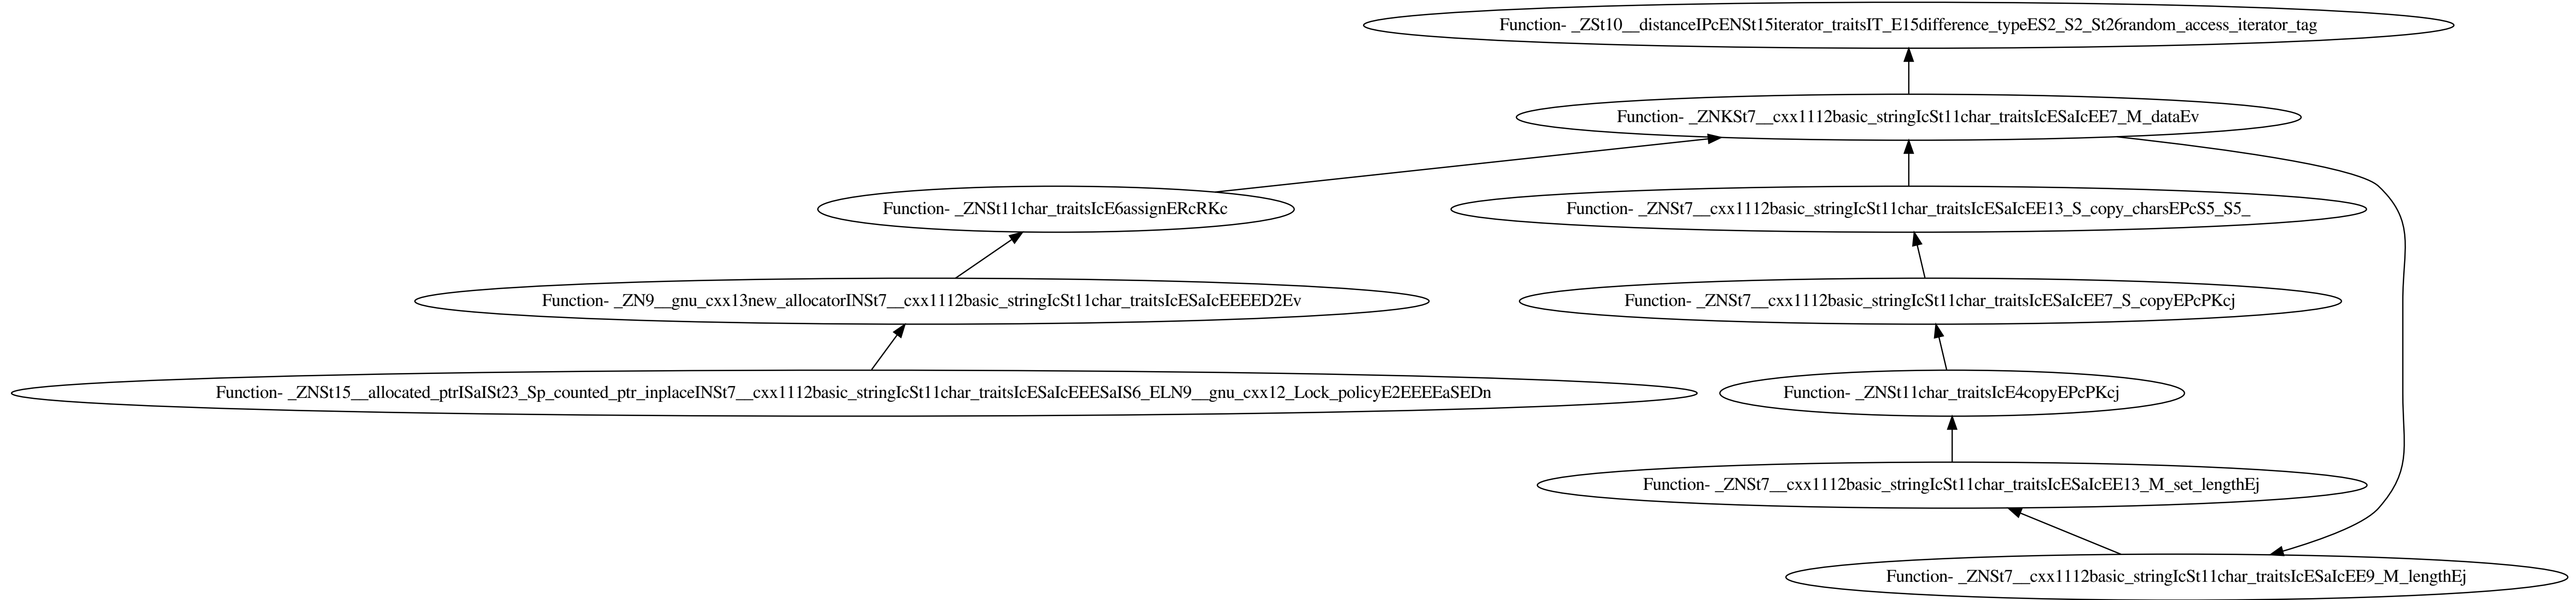 Function- _ZSt10__distanceIPcENSt15iterator_traitsIT_E15difference_typeES2_S2_St26random_access_iterator_tag
Function- _ZNKSt7__cxx1112basic_stringIcSt11char_traitsIcESaIcEE7_M_dataEv
Function- _ZNSt11char_traitsIcE6assignERcRKc
Function- _ZNSt7__cxx1112basic_stringIcSt11char_traitsIcESaIcEE13_S_copy_charsEPcS5_S5_
Function- _ZN9__gnu_cxx13new_allocatorINSt7__cxx1112basic_stringIcSt11char_traitsIcESaIcEEEED2Ev
Function- _ZNSt7__cxx1112basic_stringIcSt11char_traitsIcESaIcEE7_S_copyEPcPKcj
Function- _ZNSt15__allocated_ptrISaISt23_Sp_counted_ptr_inplaceINSt7__cxx1112basic_stringIcSt11char_traitsIcESaIcEEESaIS6_ELN9__gnu_cxx12_Lock_policyE2EEEEaSEDn
Function- _ZNSt11char_traitsIcE4copyEPcPKcj
Function- _ZNSt7__cxx1112basic_stringIcSt11char_traitsIcESaIcEE13_M_set_lengthEj
Function- _ZNSt7__cxx1112basic_stringIcSt11char_traitsIcESaIcEE9_M_lengthEj